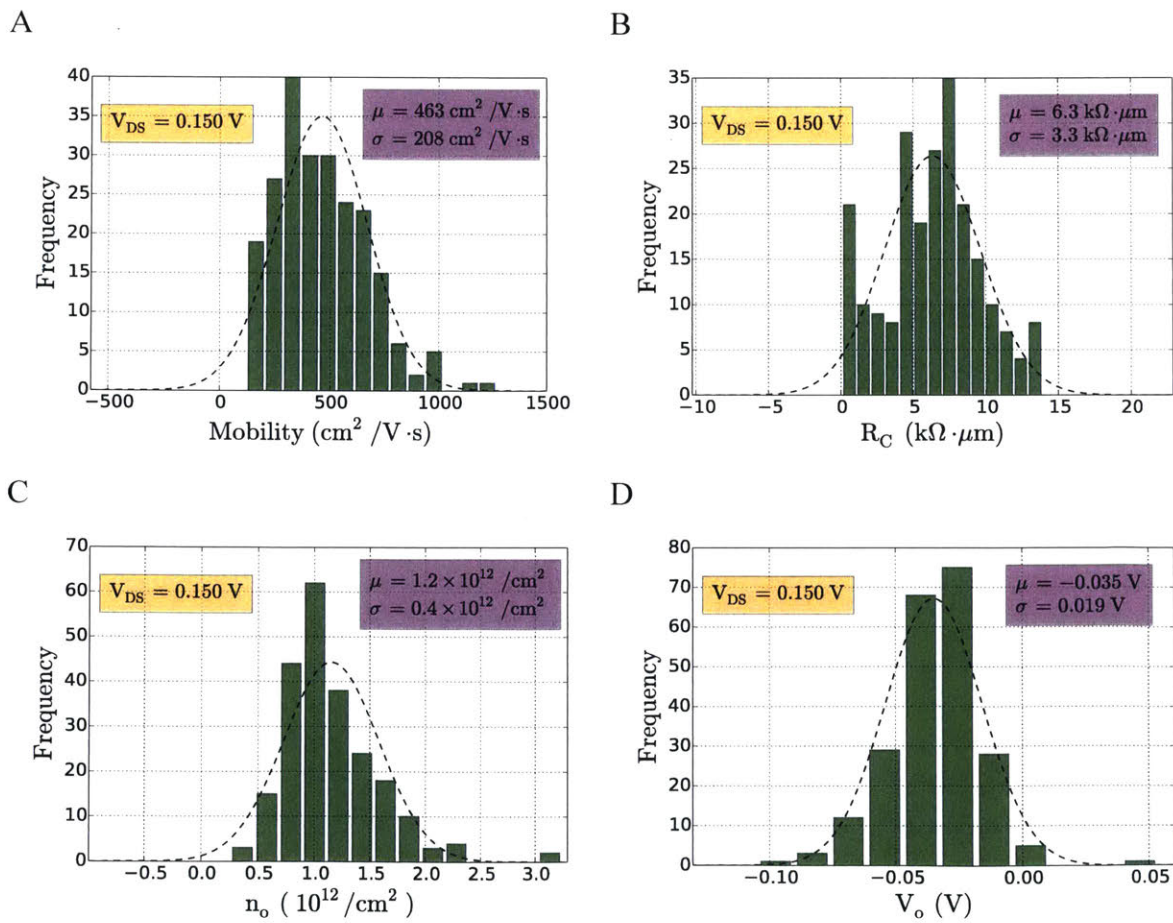 A
B
40
35
30
25
20
15
10
5
0
Frequency
V_DS = 0.150 V
μ = 463 cm² /V·s
σ = 208 cm² /V·s
−500 0 500 1000 1500
Mobility (cm² /V·s)
35
30
25
20
15
10
5
0
Frequency
V_DS = 0.150 V
μ = 6.3 kΩ·μm
σ = 3.3 kΩ·μm
−10 −5 0 5 10 15 20
R_C (kΩ·μm)
C
D
70
60
50
40
30
20
10
0
Frequency
V_DS = 0.150 V
μ = 1.2 × 10¹² /cm²
σ = 0.4 × 10¹² /cm²
−0.5 0.0 0.5 1.0 1.5 2.0 2.5 3.0
n_o ( 10¹² /cm²)
80
70
60
50
40
30
20
10
0
Frequency
V_DS = 0.150 V
μ = −0.035 V
σ = 0.019 V
−0.10 −0.05 0.00 0.05
V_o (V)